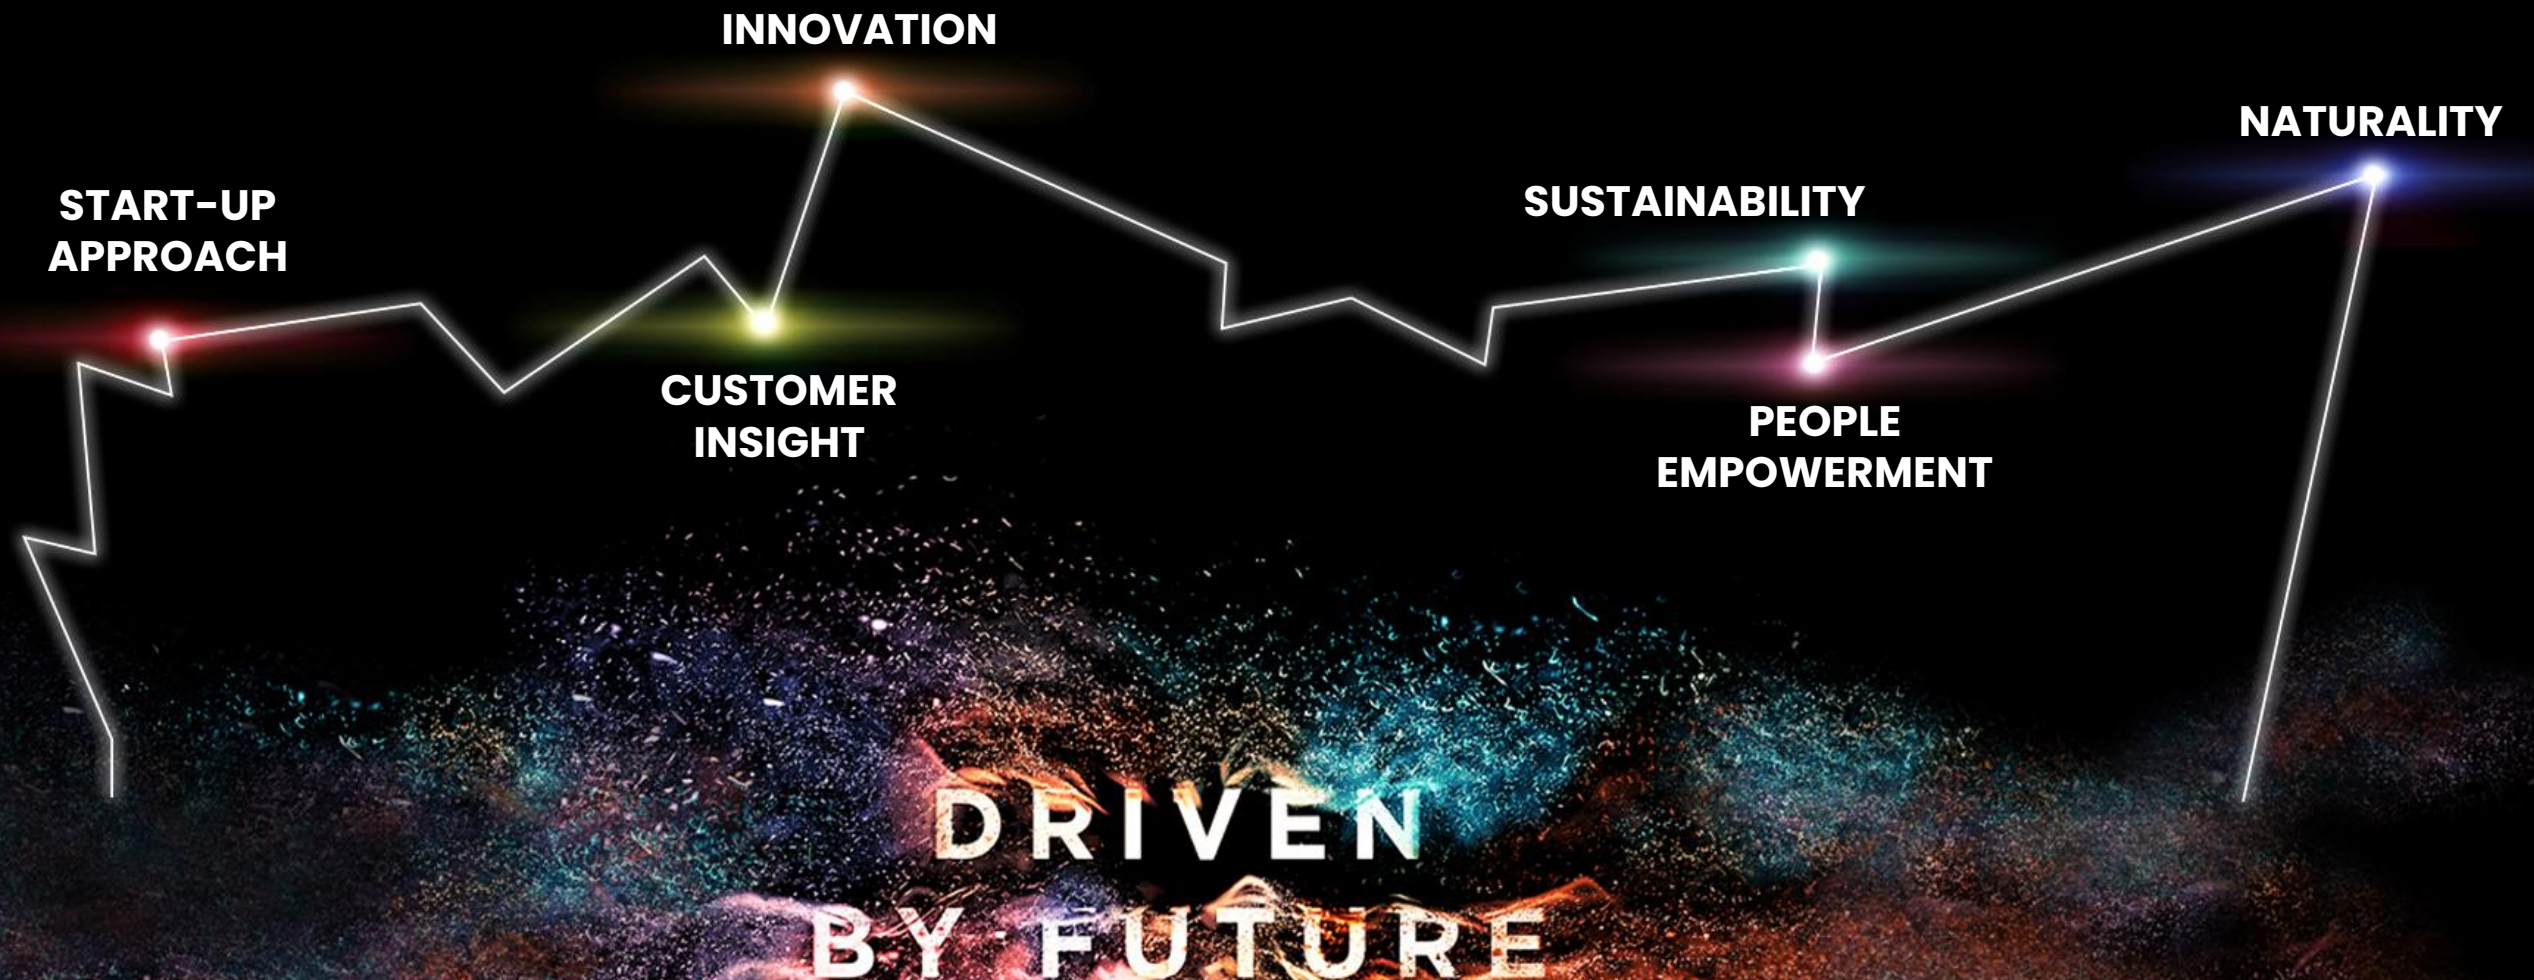 INNOVATION
NATURALITY
START-UP
APPROACH
SUSTAINABILITY
CUSTOMER
INSIGHT
PEOPLE
EMPOWERMENT
DRIVEN
BY FUTURE